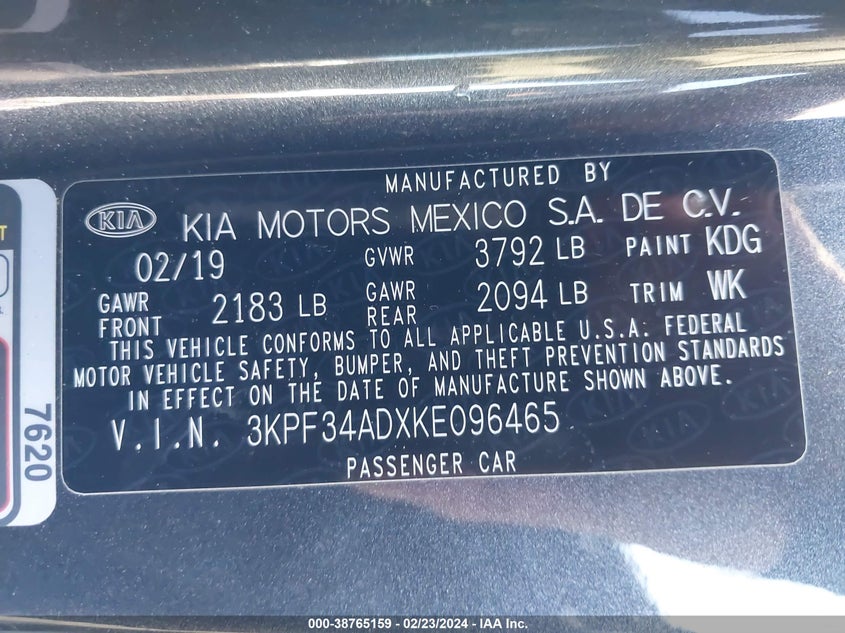 MANUFACTURED BY
KIA KIA MOTORS MEXICO S.A. DE C.V.
02/19 GVWR 3792 LB PAINT KDG
GAWR FRONT 2183 LB GAWR REAR 2094 LB TRIM WK
THIS VEHICLE CONFORMS TO ALL APPLICABLE U.S.A. FEDERAL
MOTOR VEHICLE SAFETY, BUMPER, AND THEFT PREVENTION STANDARDS
IN EFFECT ON THE DATE OF MANUFACTURE SHOWN ABOVE.
V.I.N. 3KPF34ADXKE096465
PASSENGER CAR
7620
000-38765159 - 02/23/2024 - IAA Inc.